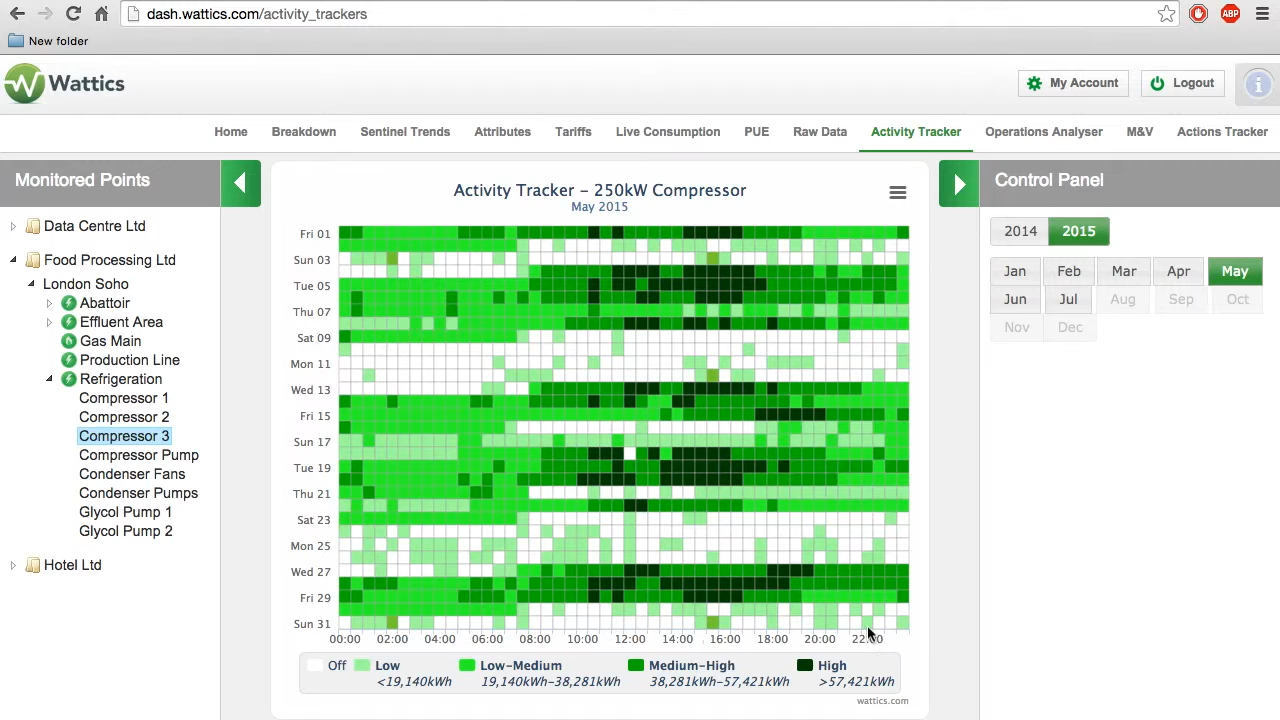 dash.wattics.com/activity_trackers
ABP
New folder
Wattics
My Account
Logout
i
Home Breakdown Sentinel Trends Attributes Tariffs Live Consumption PUE Raw Data Activity Tracker Operations Analyser M&V Actions Tracker
Monitored Points
Data Centre Ltd
Food Processing Ltd
London Soho
Abattoir
Effluent Area
Gas Main
Production Line
Refrigeration
Compressor 1
Compressor 2
Compressor 3
Compressor Pump
Condenser Fans
Condenser Pumps
Glycol Pump 1
Glycol Pump 2
Hotel Ltd
Activity Tracker - 250kW Compressor
May 2015
Fri 01
Sun 03
Tue 05
Thu 07
Sat 09
Mon 11
Wed 13
Fri 15
Sun 17
Tue 19
Thu 21
Sat 23
Mon 25
Wed 27
Fri 29
Sun 31
00:00 02:00 04:00 06:00 08:00 10:00 12:00 14:00 16:00 18:00 20:00 22:00
Off Low Low-Medium Medium-High High
<19,140kWh 19,140kWh-38,281kWh 38,281kWh-57,421kWh >57,421kWh
wattics.com
Control Panel
2014 2015
Jan Feb Mar Apr May
Jun Jul Aug Sep Oct
Nov Dec